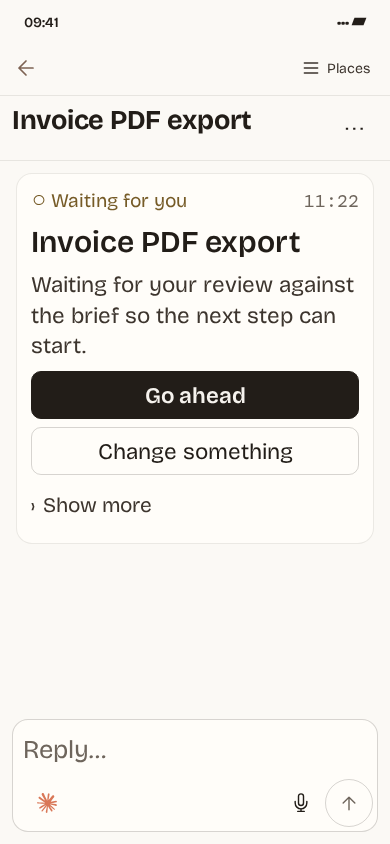 09:41
Places
Invoice PDF export
...
Waiting for you
11:22
Invoice PDF export
Waiting for your review against
the brief so the next step can
start.
Go ahead
Change something
Show more
Reply...